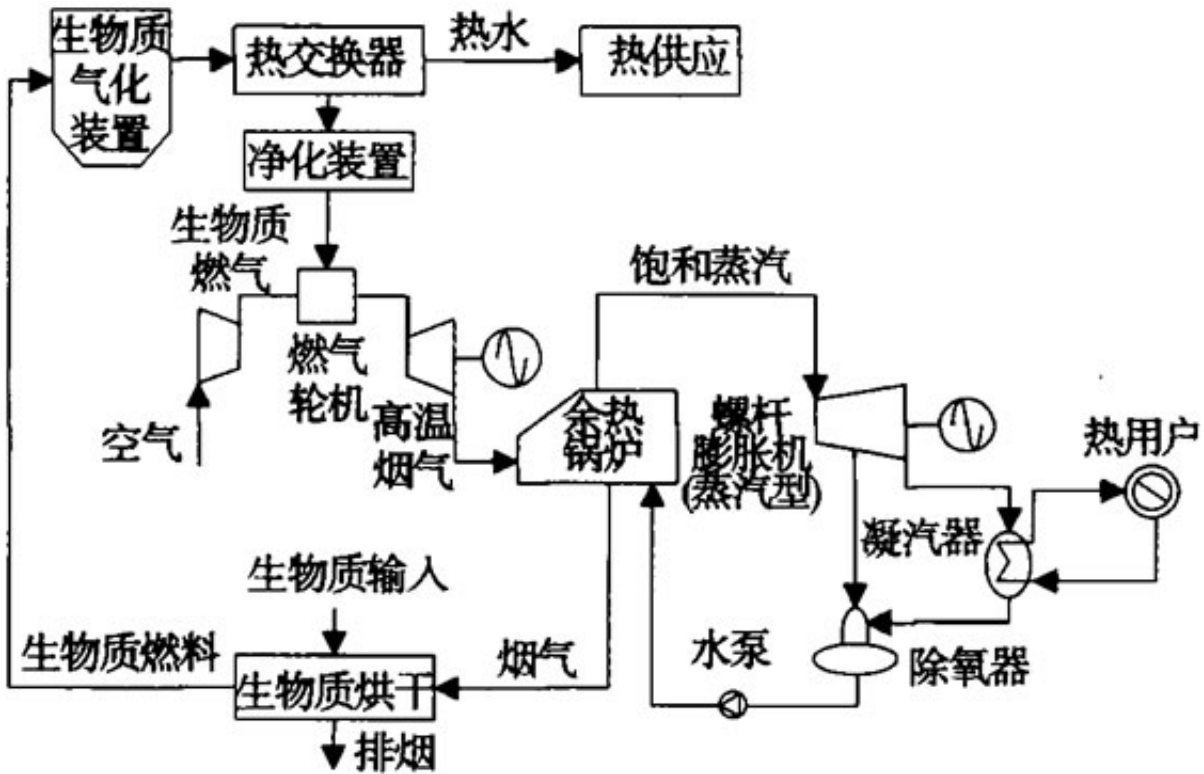 生物质
气化
装置
热交换器
热水
热供应
净化装置
生物质
燃气
燃气
轮机
空气
高温
烟气
饱和蒸汽
余热
锅炉
螺杆
膨胀机
(蒸汽型)
热用户
凝汽器
除氧器
水泵
烟气
生物质输入
生物质燃料
生物质烘干
排烟